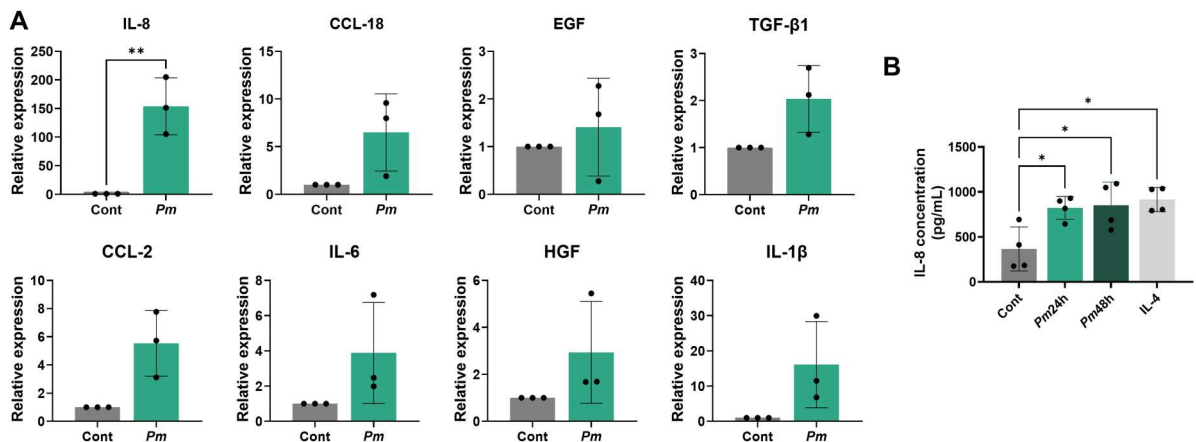 A
IL-8
Relative expression
250
200
150
100
50
0
**
Cont
Pm
CCL-18
Relative expression
15
10
5
0
Cont
Pm
EGF
Relative expression
3
2
1
0
Cont
Pm
TGF-β1
Relative expression
3
2
1
0
Cont
Pm
B
IL-8 concentration
(pg/mL)
1500
1000
500
0
*
*
*
Cont
Pm24h
Pm48h
IL-4
CCL-2
Relative expression
10
8
6
4
2
0
Cont
Pm
IL-6
Relative expression
8
6
4
2
0
Cont
Pm
HGF
Relative expression
6
4
2
0
Cont
Pm
IL-1β
Relative expression
40
30
20
10
0
Cont
Pm